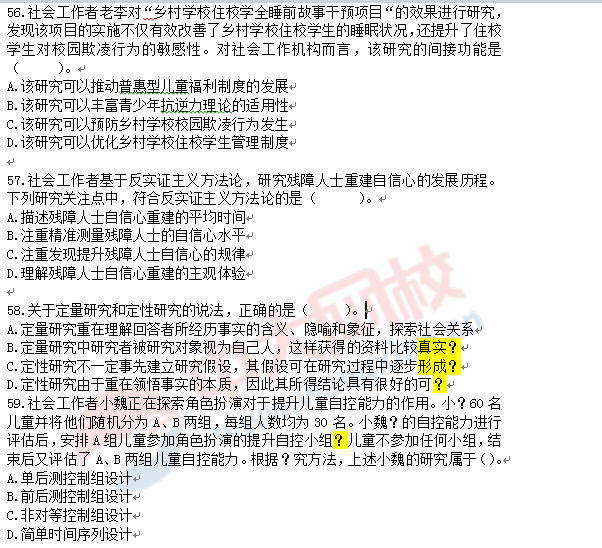 56.社会工作者老李对“乡村学校住校学全睡前故事干预项目“的效果进行研究，
发现该项目的实施不仅有效改善了乡村学校住校学生的睡眠状况，还提升了住校
学生对校园欺凌行为的敏感性。对社会工作机构而言，该研究的间接功能是
（　　）。
A.该研究可以推动普惠型儿童福利制度的发展
B.该研究可以丰富青少年抗逆力理论的适用性
C.该研究可以预防乡村学校校园欺凌行为发生
D.该研究可以优化乡村学校住校学生管理制度
57.社会工作者基于反实证主义方法论，研究残障人士重建自信心的发展历程。
下列研究关注点中，符合反实证主义方法论的是（　　）。
A.描述残障人士自信心重建的平均时间
B.注重精准测量残障人士的自信心水平
C.注重发现提升残障人士自信心的规律
D.理解残障人士自信心重建的主观体验
58.关于定量研究和定性研究的说法，正确的是（　　）。
A.定量研究重在理解回答者所经历事实的含义、隐喻和象征，探索社会关系
B.定量研究中研究者被研究对象视为自己人，这样获得的资料比较真实？
C.定性研究不一定事先建立研究假设，其假设可在研究过程中逐步形成？
D.定性研究由于重在领悟事实的本质，因此其所得结论具有很好的可？
59.社会工作者小魏正在探索角色扮演对于提升儿童自控能力的作用。小？60名
儿童并将他们随机分为A、B两组，每组人数均为30名。小魏？的自控能力进行
评估后，安排A组儿童参加角色扮演的提升自控小组？儿童不参加任何小组，结
束后又评估了A、B两组儿童自控能力。根据？究方法，上述小魏的研究属于()。
A.单后测控制组设计
B.前后测控制组设计
C.非对等控制组设计
D.简单时间序列设计